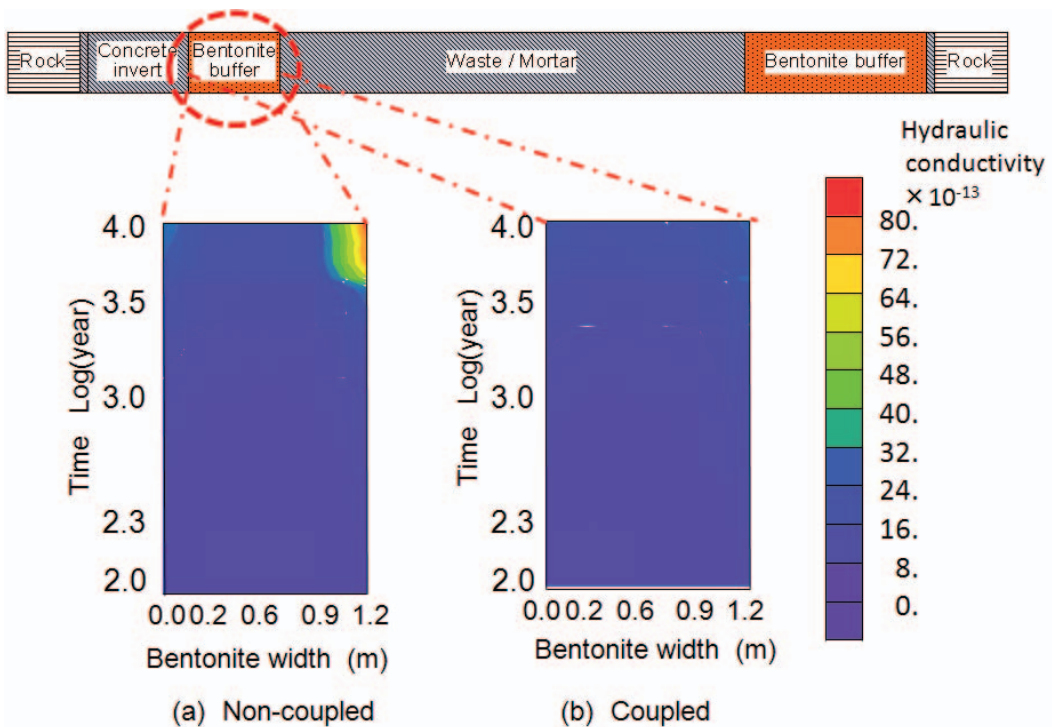 Rock
Concrete
invert
Bentonite
buffer
Waste / Mortar
Bentonite buffer
Rock
Hydraulic
conductivity
× 10-13
80.
72.
64.
56.
48.
40.
32.
24.
16.
8.
0.
Time Log(year)
4.0
3.5
3.0
2.3
2.0
0.0 0.2 0.6 0.9 1.2
Bentonite width (m)
(a) Non-coupled
Time Log(year)
4.0
3.5
3.0
2.3
2.0
0.0 0.2 0.6 0.9 1.2
Bentonite width (m)
(b) Coupled